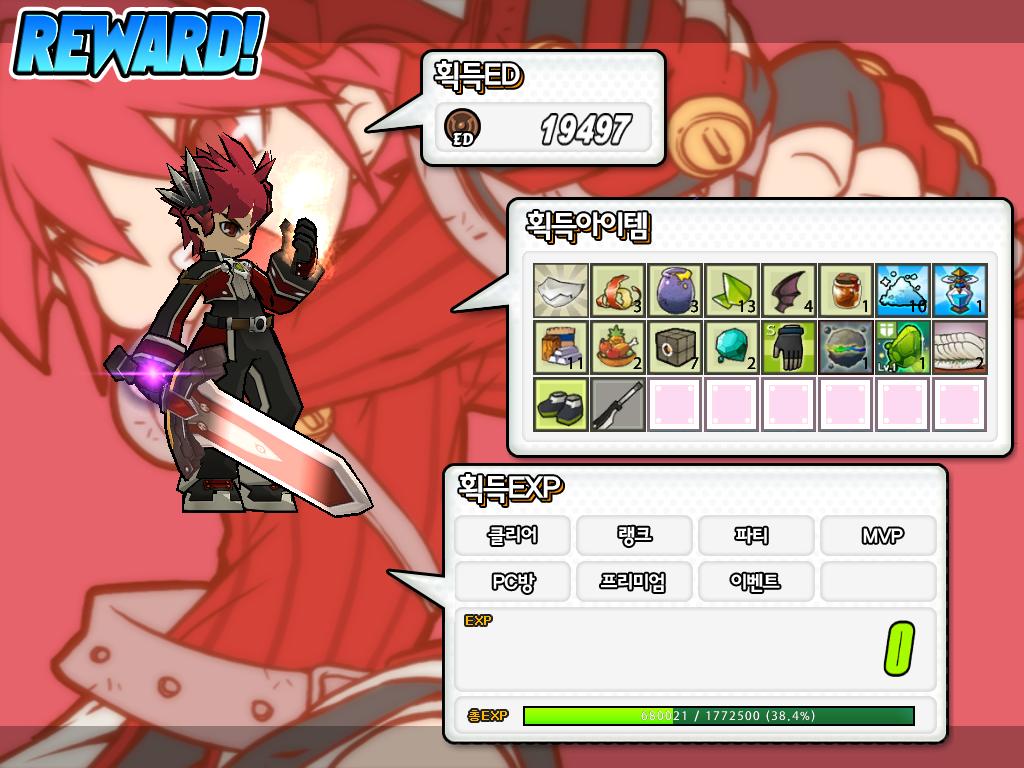 REWARD!
획득ED
ED 19497
획득아이템
3 3 13 4 1 10 1
11 2 7 2 S 1 LV.1 1 2
획득EXP
클리어 랭크 파티 MVP
PC방 프리미엄 이벤트
EXP
0
총EXP 680021 / 1772500 (38.4%)